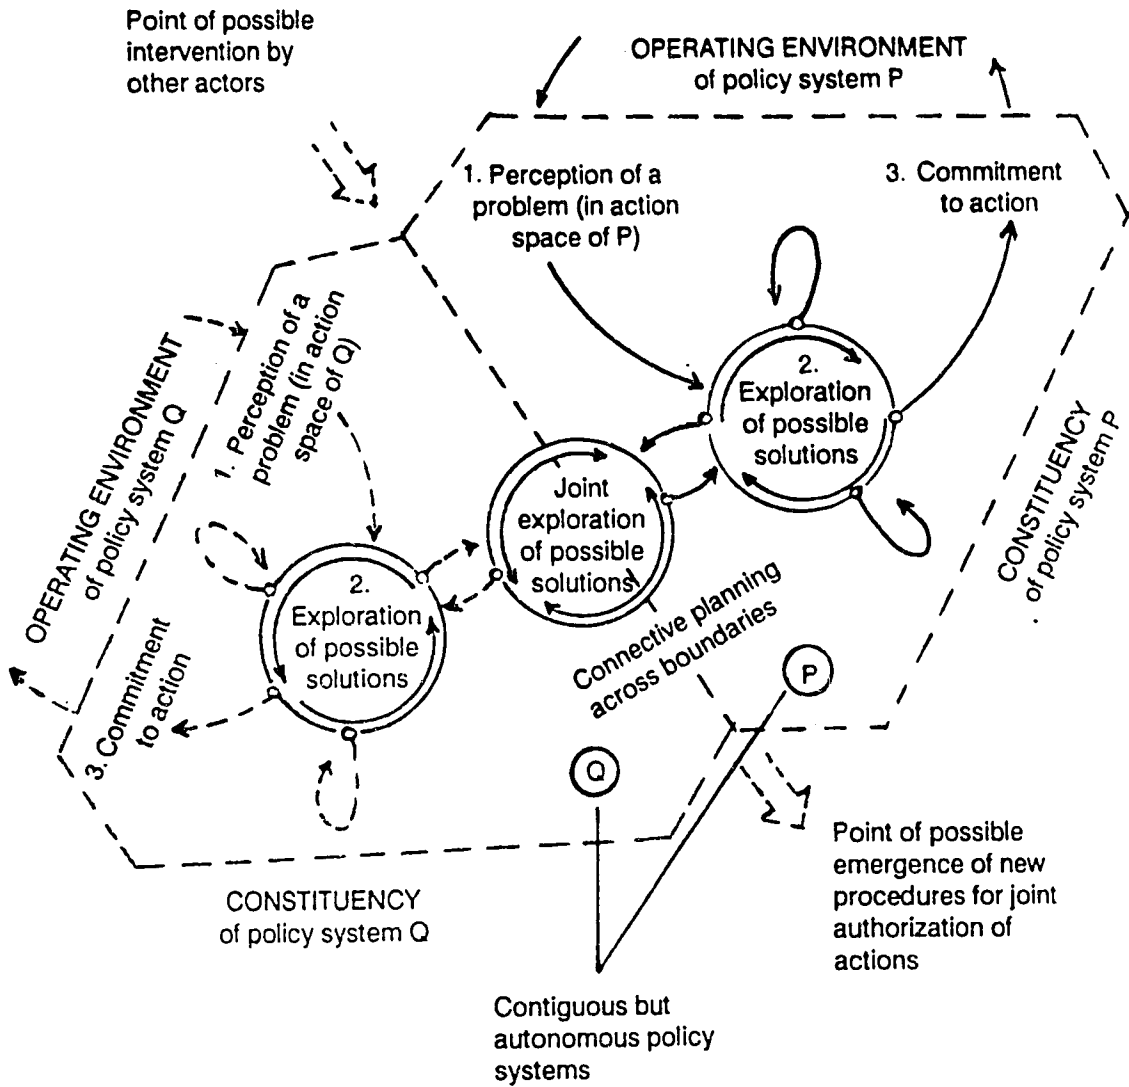 Point of possible
intervention by
other actors
OPERATING ENVIRONMENT
of policy system P
1. Perception of a
problem (in action
space of P)
3. Commitment
to action
2.
Exploration
of possible
solutions
CONSTITUENCY
of policy system P
OPERATING ENVIRONMENT
of policy system Q
1. Perception of a
problem (in action
space of Q)
Joint
exploration
of possible
solutions
2.
Exploration
of possible
solutions
3. Commitment
to action
Connective planning
across boundaries
P
Q
CONSTITUENCY
of policy system Q
Point of possible
emergence of new
procedures for joint
authorization of
actions
Contiguous but
autonomous policy
systems